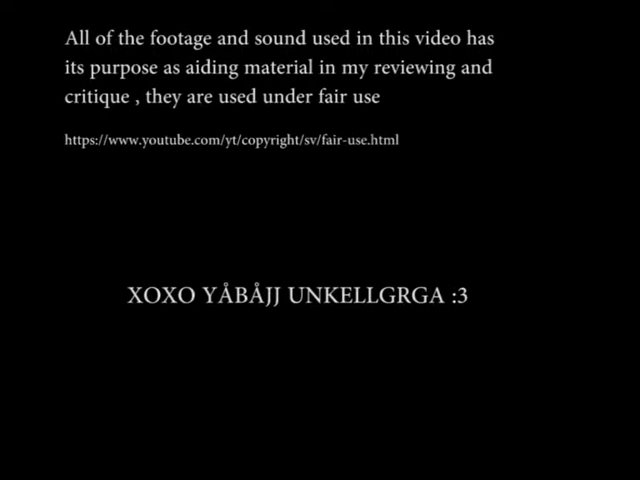 All of the footage and sound used in this video has
its purpose as aiding material in my reviewing and
critique , they are used under fair use
https://www.youtube.com/yt/copyright/sv/fair-use.html
XOXO YÅBÅJJ UNKELLGRGA :3